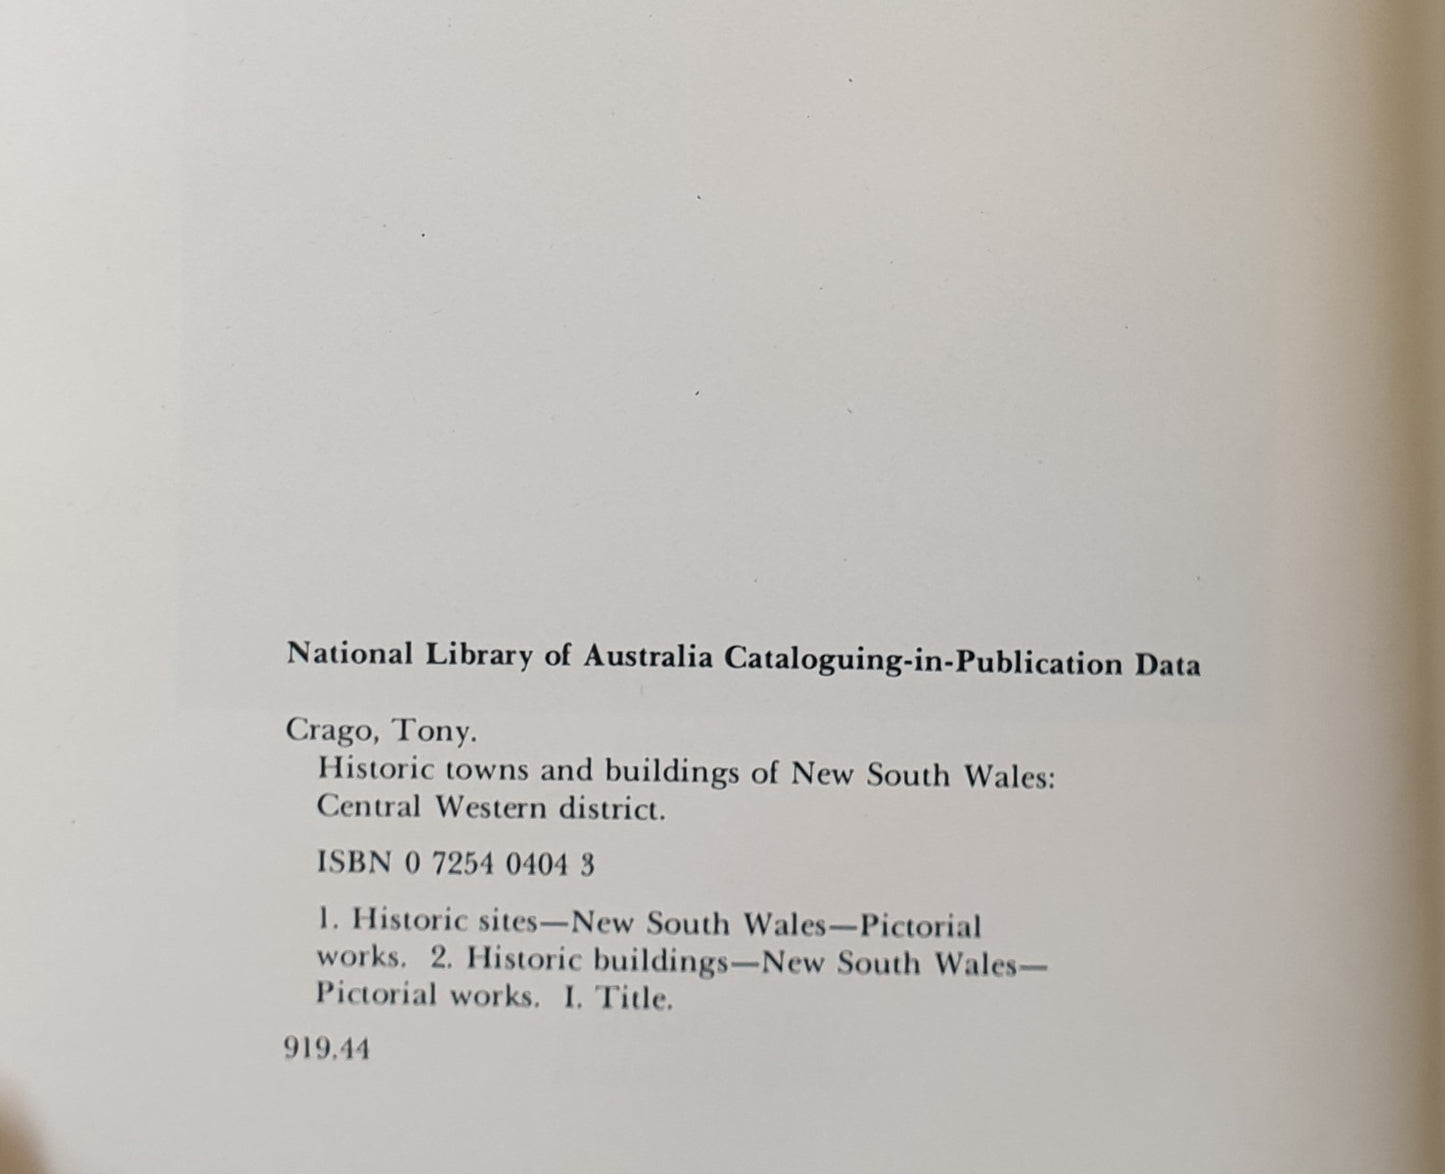 National Library of Australia Cataloguing-in-Publication Data
Crago, Tony.
Historic towns and buildings of New South Wales:
Central Western district.
ISBN 0 7254 0404 3
1. Historic sites—New South Wales—Pictorial
works. 2. Historic buildings—New South Wales—
Pictorial works. I. Title.
919.44